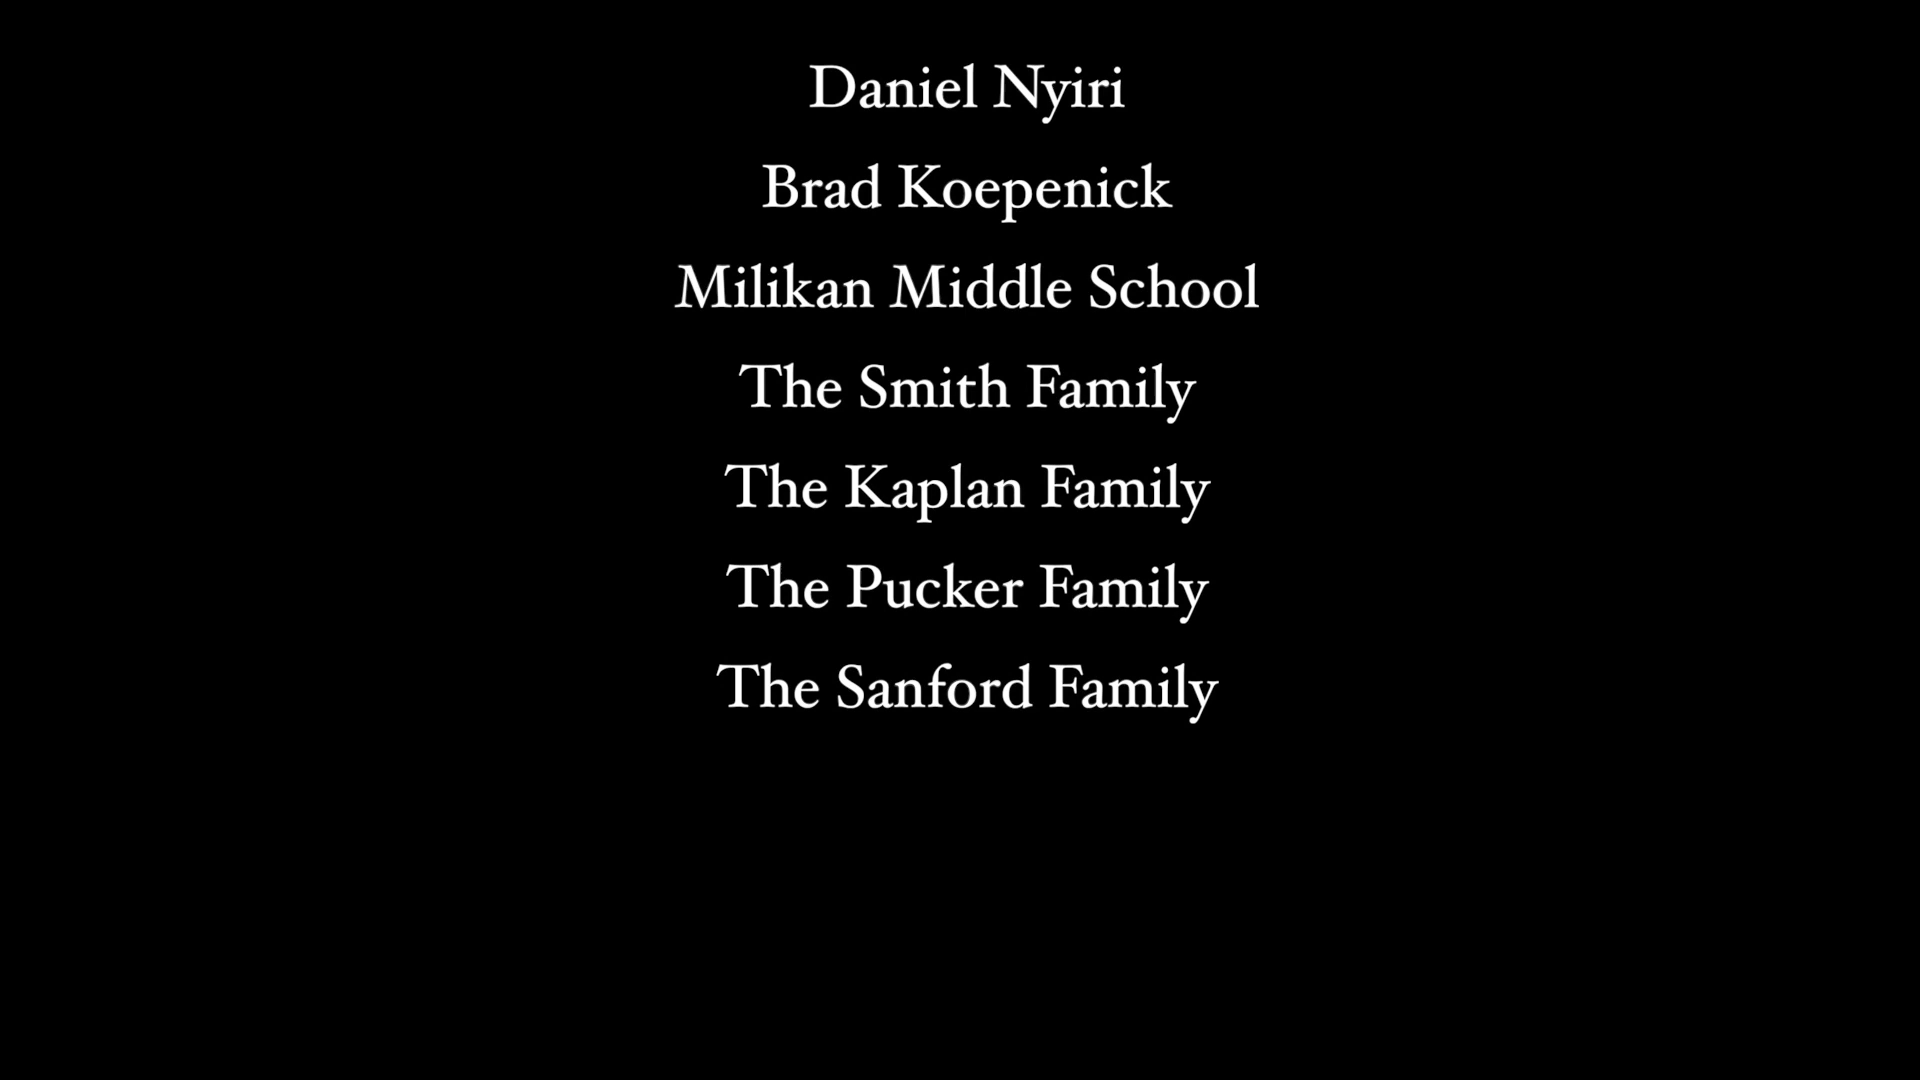 Daniel Nyiri
Brad Koepenick
Milikan Middle School
The Smith Family
The Kaplan Family
The Pucker Family
The Sanford Family